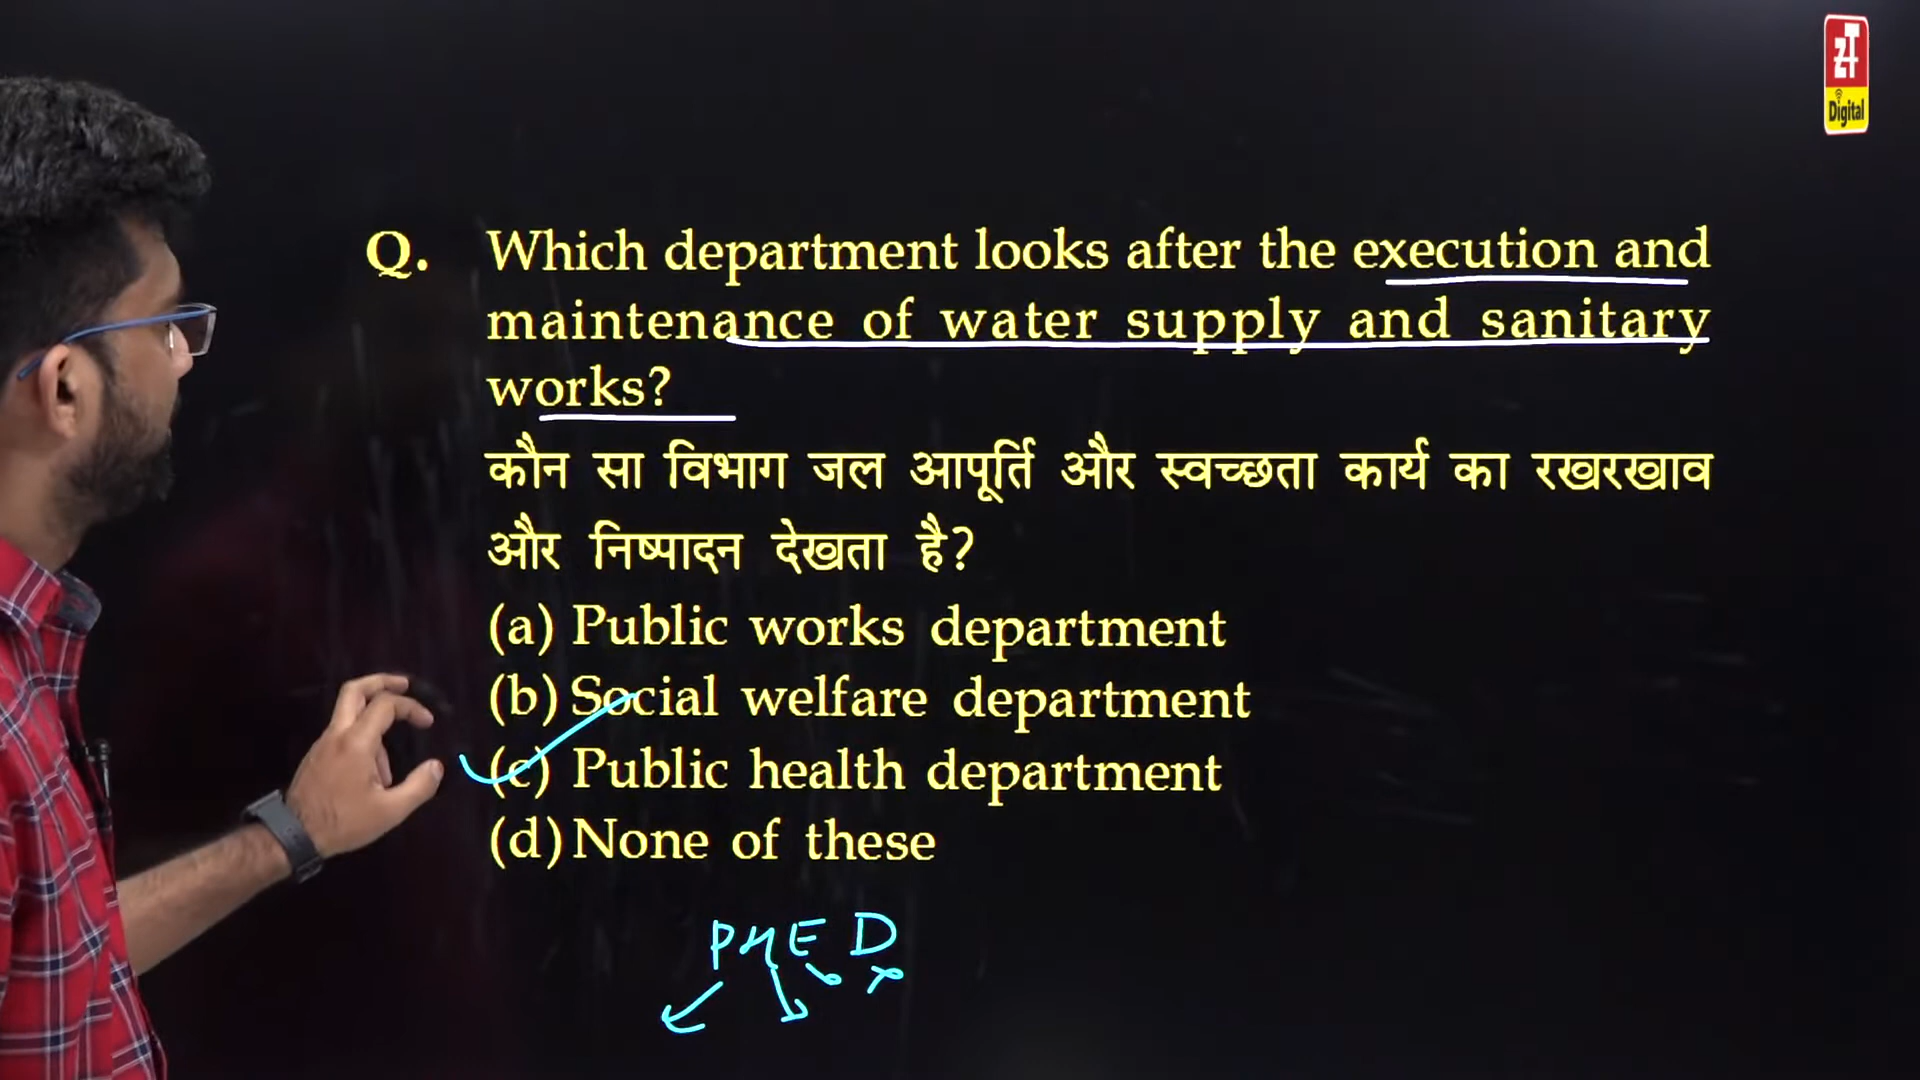 ZT
Digital
Q. Which department looks after the execution and
maintenance of water supply and sanitary
works?
कौन सा विभाग जल आपूर्ति और स्वच्छता कार्य का रखरखाव
और निष्पादन देखता है?
(a) Public works department
(b) Social welfare department
(c) Public health department
(d) None of these
PHED